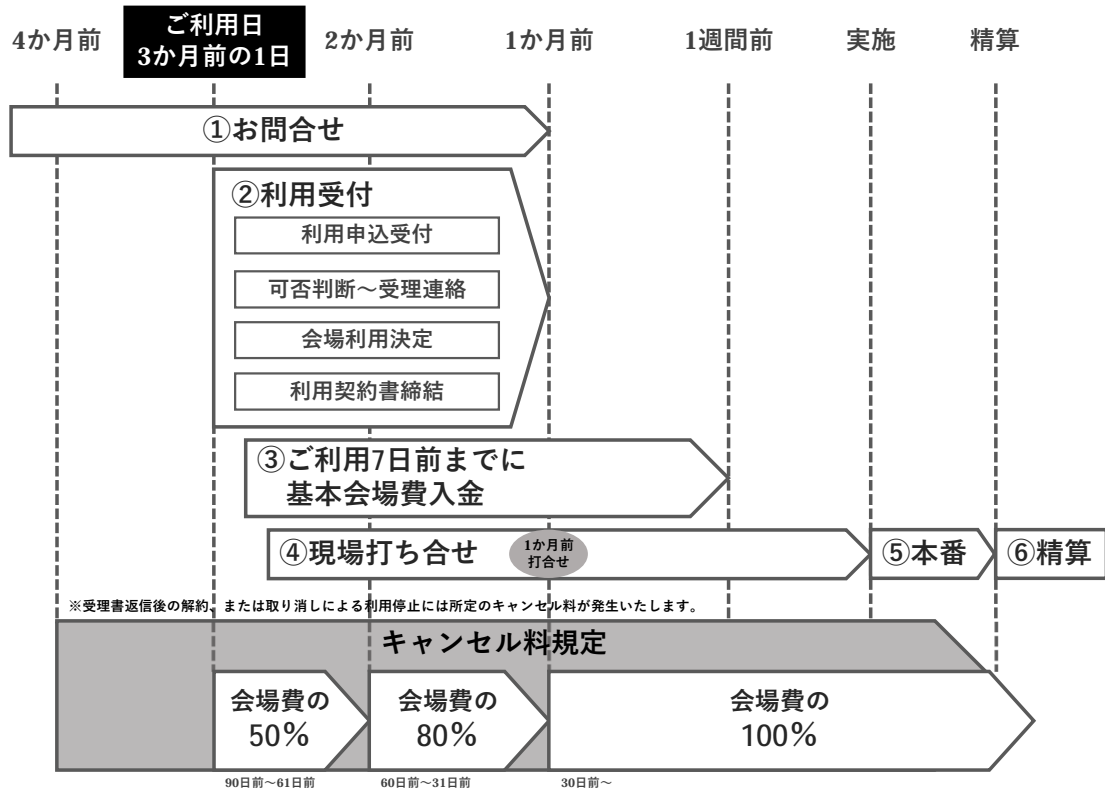 4か月前
ご利用日
3か月前の1日
2か月前
1か月前
1週間前
実施
精算
①お問合せ
②利用受付
利用申込受付
可否判断～受理連絡
会場利用決定
利用契約書締結
③ご利用7日前までに
基本会場費入金
④現場打ち合せ
1か月前
打合せ
⑤本番
⑥精算
※受理書返信後の解約、または取り消しによる利用停止には所定のキャンセル料が発生いたします。
キャンセル料規定
会場費の
50%
会場費の
80%
会場費の
100%
90日前～61日前
60日前～31日前
30日前～